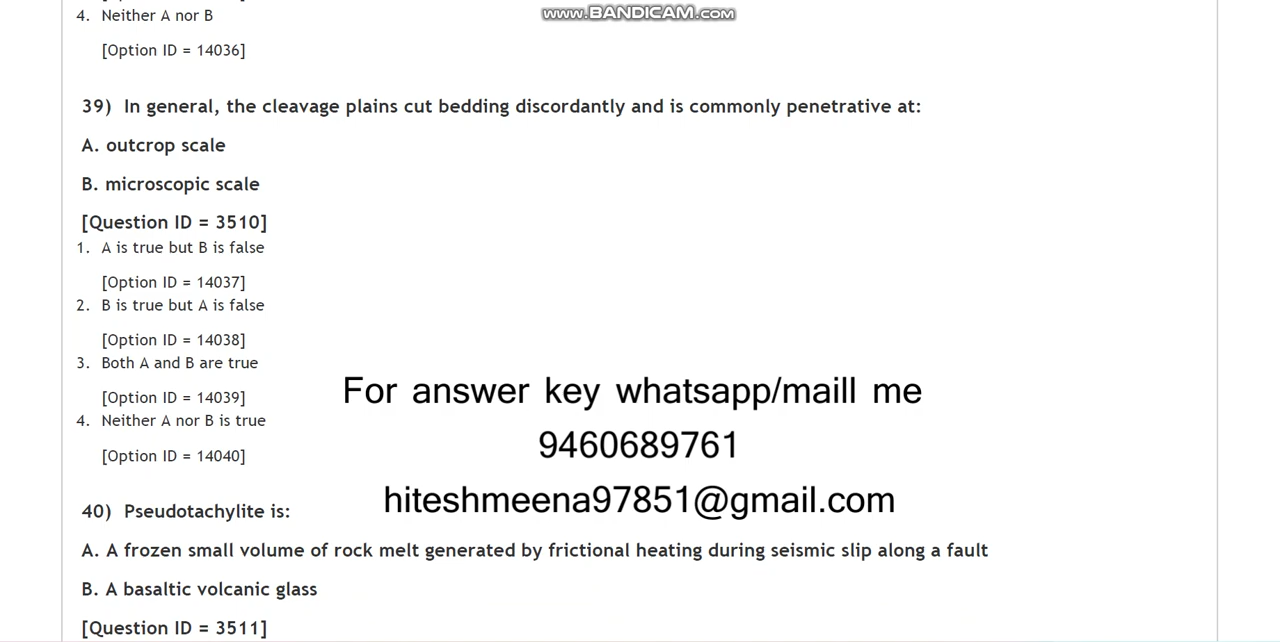 4. Neither A nor B
www.BANDICAM.com
[Option ID = 14036]
39) In general, the cleavage plains cut bedding discordantly and is commonly penetrative at:
A. outcrop scale
B. microscopic scale
[Question ID = 3510]
1. A is true but B is false
[Option ID = 14037]
2. B is true but A is false
[Option ID = 14038]
3. Both A and B are true
[Option ID = 14039]
4. Neither A nor B is true
[Option ID = 14040]
For answer key whatsapp/maill me
9460689761
hiteshmeena97851@gmail.com
40) Pseudotachylite is:
A. A frozen small volume of rock melt generated by frictional heating during seismic slip along a fault
B. A basaltic volcanic glass
[Question ID = 3511]